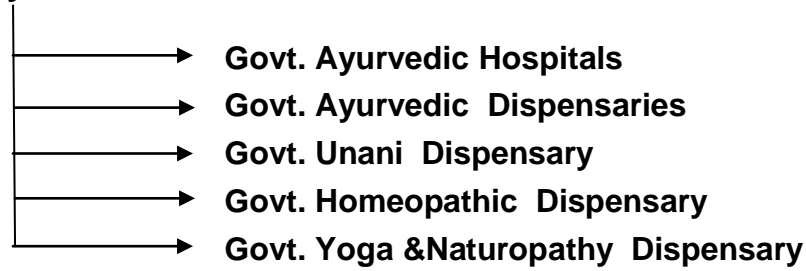 Govt. Ayurvedic Hospitals
Govt. Ayurvedic Dispensaries
Govt. Unani Dispensary
Govt. Homeopathic Dispensary
Govt. Yoga &Naturopathy Dispensary